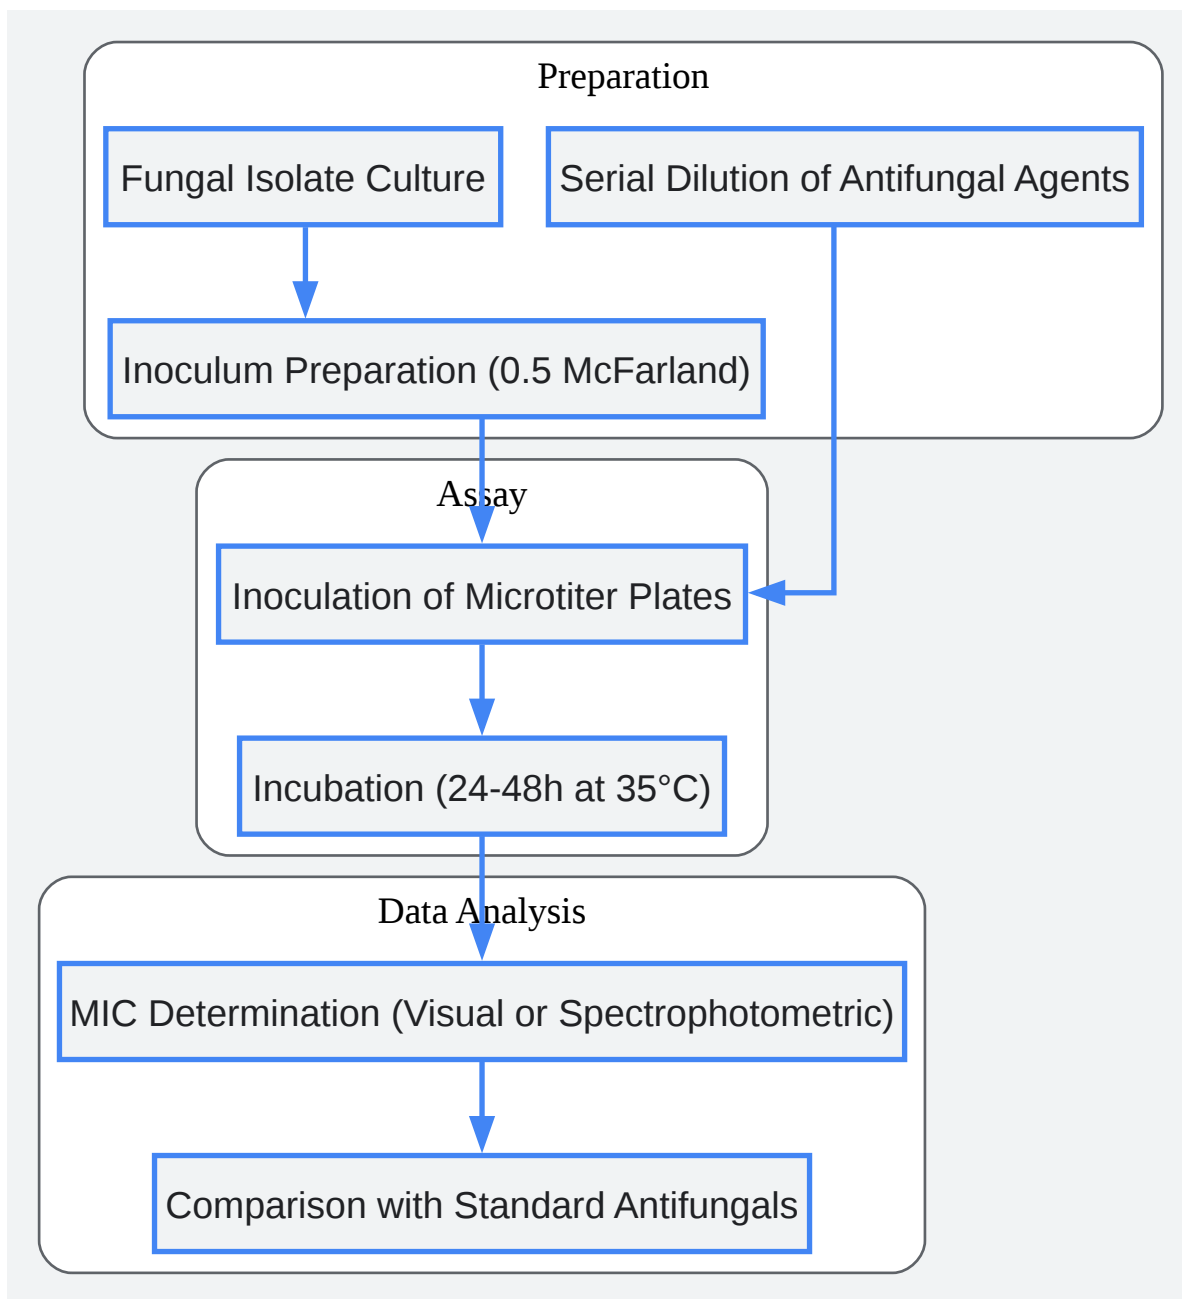 Preparation
Fungal Isolate Culture
Serial Dilution of Antifungal Agents
Inoculum Preparation (0.5 McFarland)
Assay
Inoculation of Microtiter Plates
Incubation (24-48h at 35°C)
Data Analysis
MIC Determination (Visual or Spectrophotometric)
Comparison with Standard Antifungals